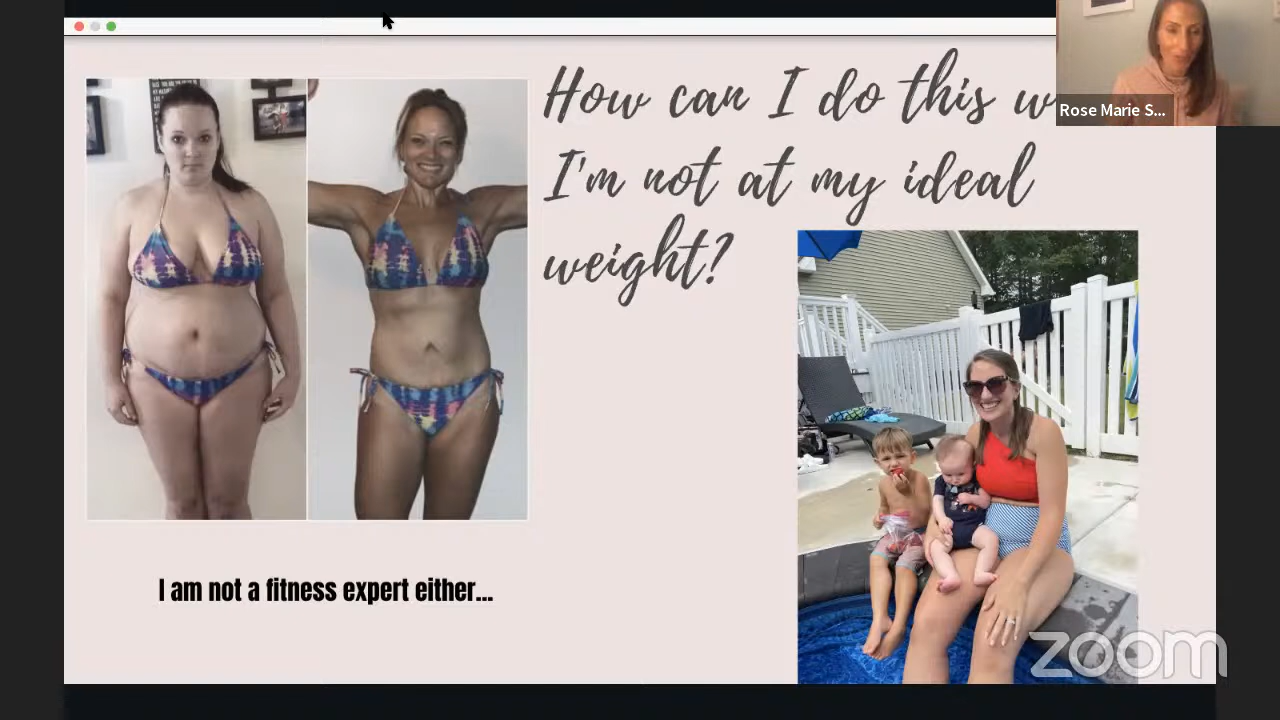 How can I do this
I'm not at my ideal
weight?
Rose Marie S...
I am not a fitness expert either...
zoom